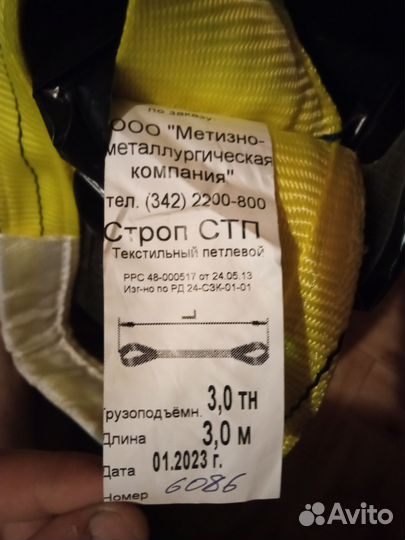 по заказу
ООО "Метизно-
металлургическая
компания"
тел. (342) 2200-800
Строп СТП
Текстильный петлевой
РРС 48-000517 от 24.05.13
Изг-но по РД 24-СЗК-01-01
L
Грузоподъёмн. 3,0 тн
Длина 3,0 м
Дата 01.2023 г.
Номер 6086
Avito